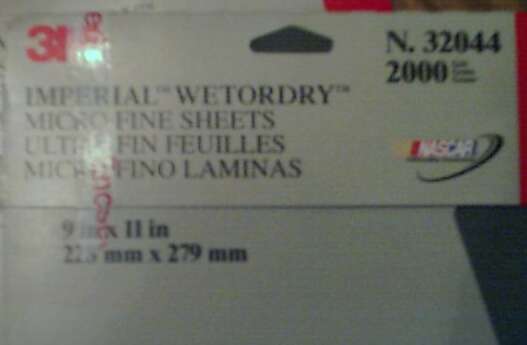 3M
N. 32044
2000
IMPERIAL™ WETORDRY™
MICRO FINE SHEETS
NASCAR
ULTRA FIN FEUILLES
MICRO FINO LAMINAS
9 in x 11 in
228 mm x 279 mm